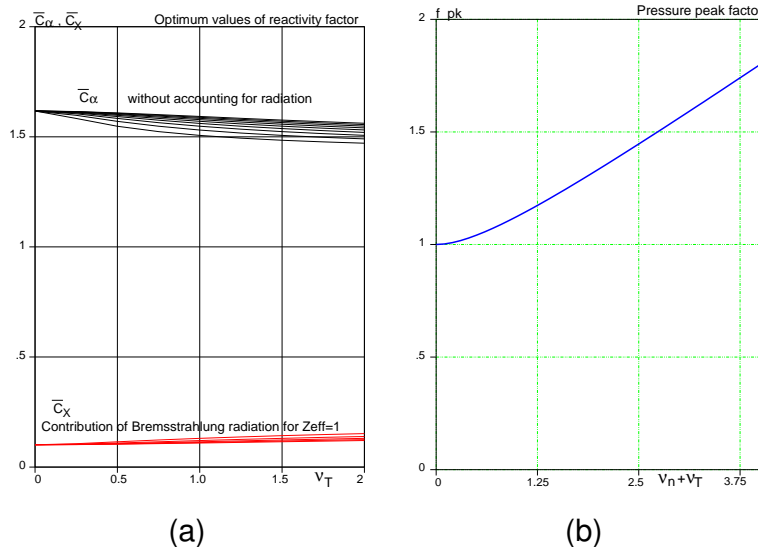 C̅α , C̅X
Optimum values of reactivity factor
2
C̅α
without accounting for radiation
1.5
1
.5
C̅X
Contribution of Bremsstrahlung radiation for Zeff=1
0
0 0.5 1.0 1.5 νT 2
(a)
f pk
Pressure peak factor
2
1.5
1
.5
0
0 1.25 2.5 νn+νT 3.75
(b)